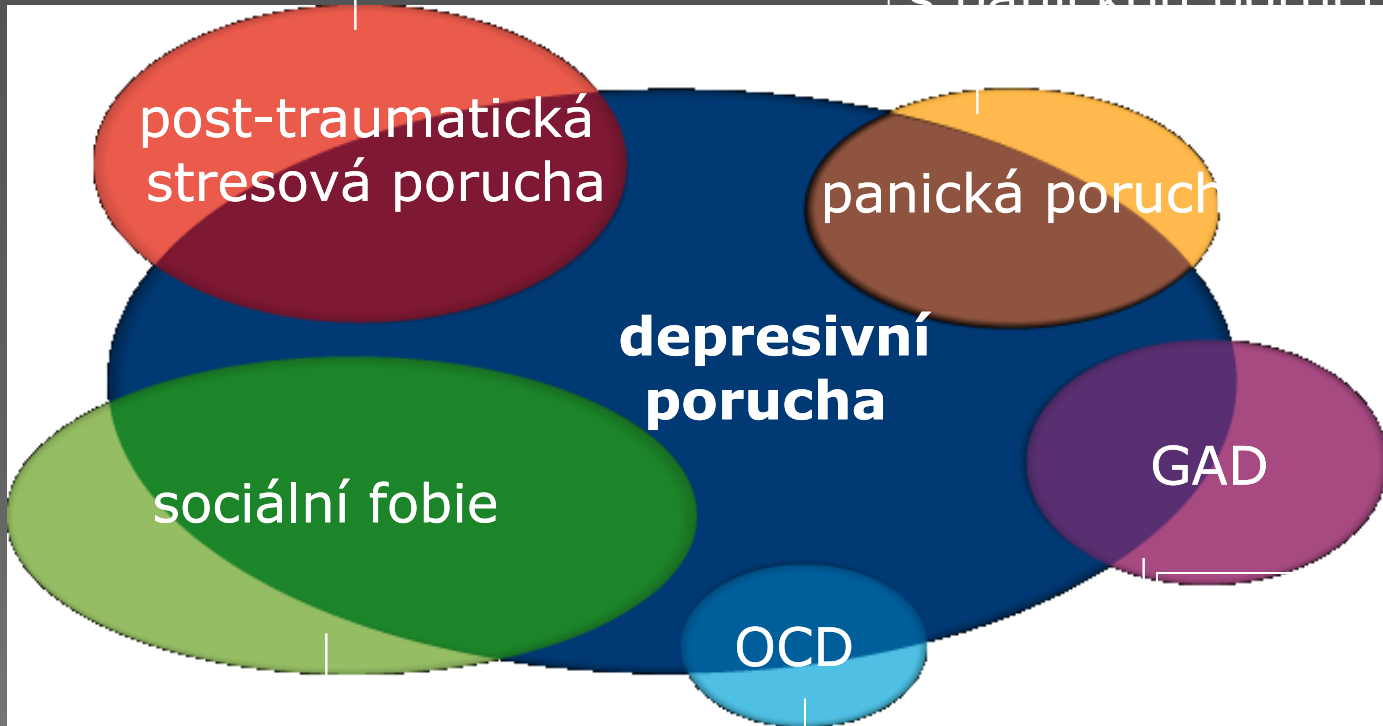 post-traumatická
stresová porucha
panická poruch
depresivní
porucha
GAD
sociální fobie
OCD